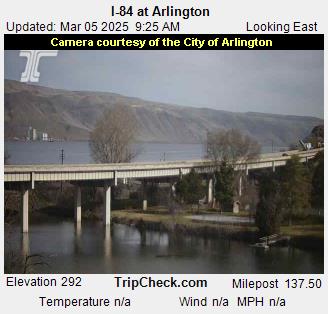 I-84 at Arlington
Updated: Mar 05 2025 9:25 AM Looking East
Camera courtesy of the City of Arlington
Elevation 292 TripCheck.com Milepost 137.50
Temperature n/a Wind n/a MPH n/a